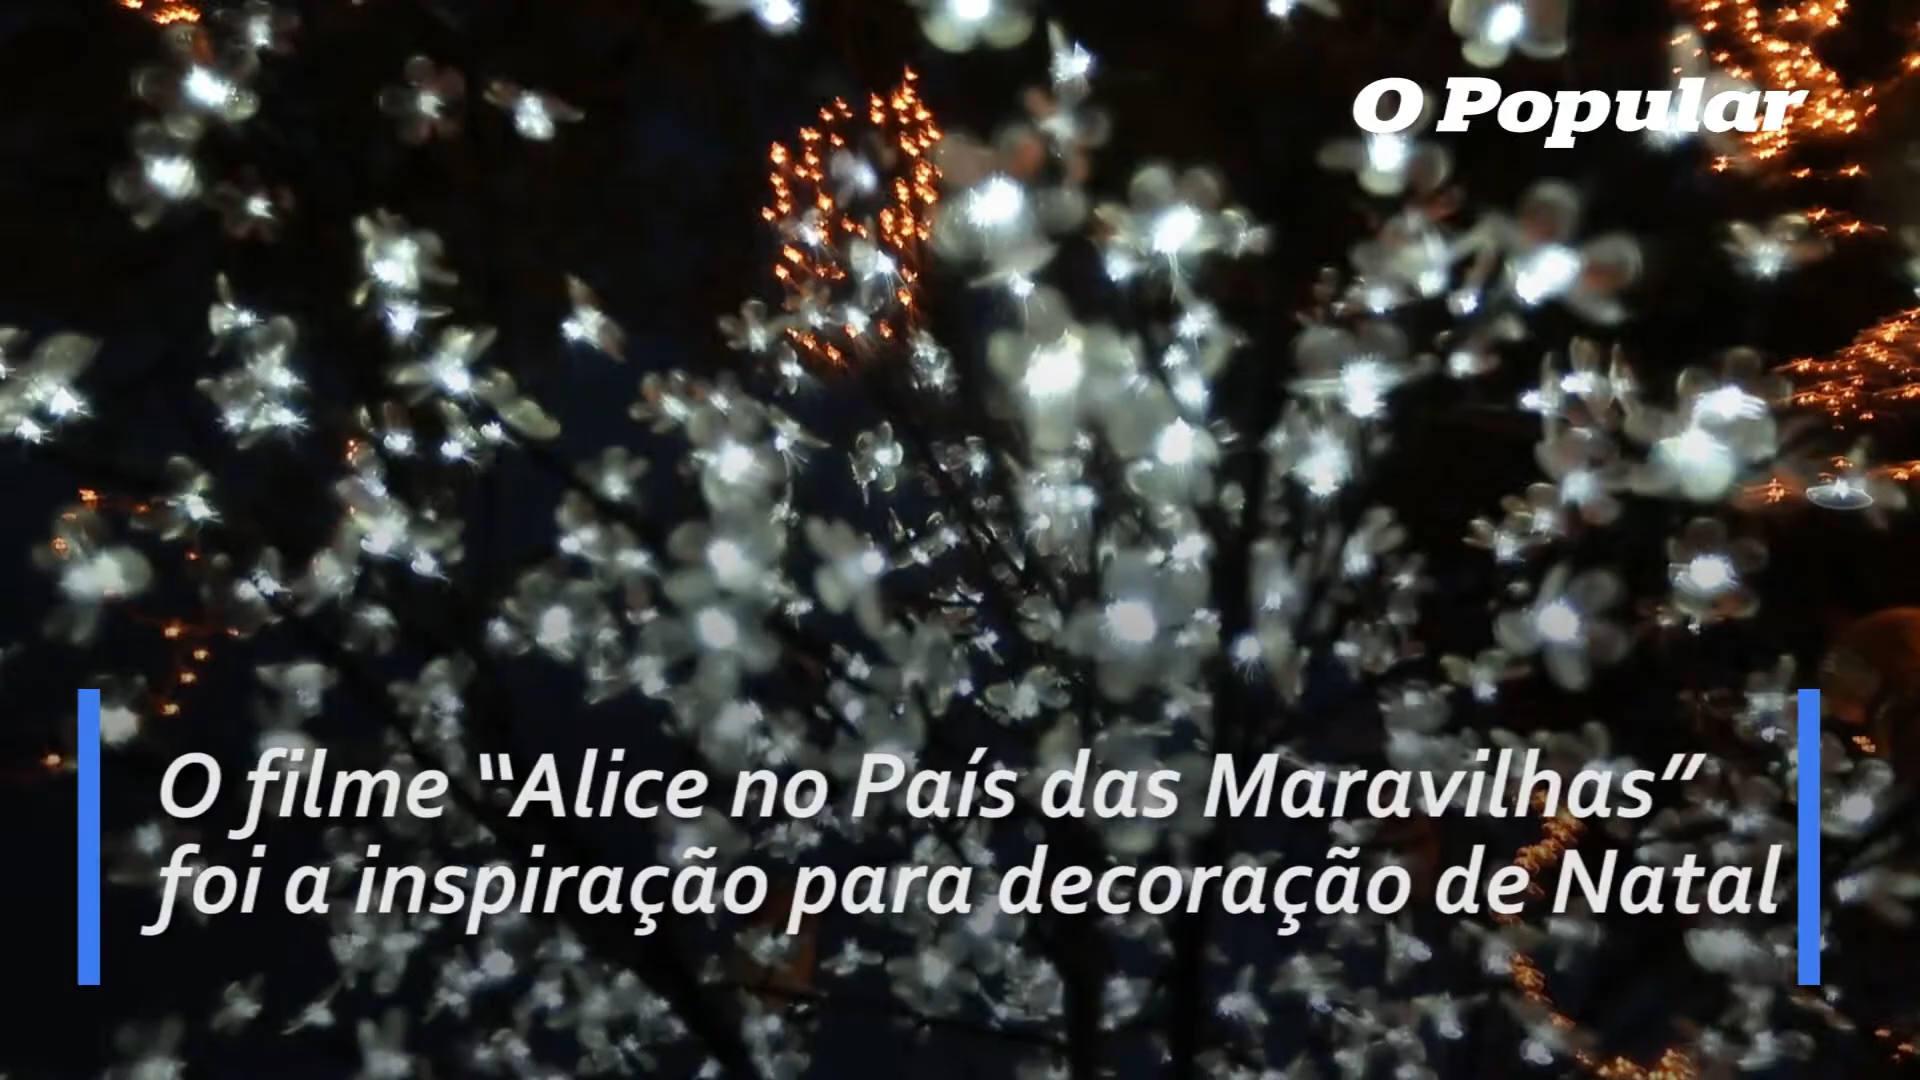 O Popular
O filme “Alice no País das Maravilhas”
foi a inspiração para decoração de Natal